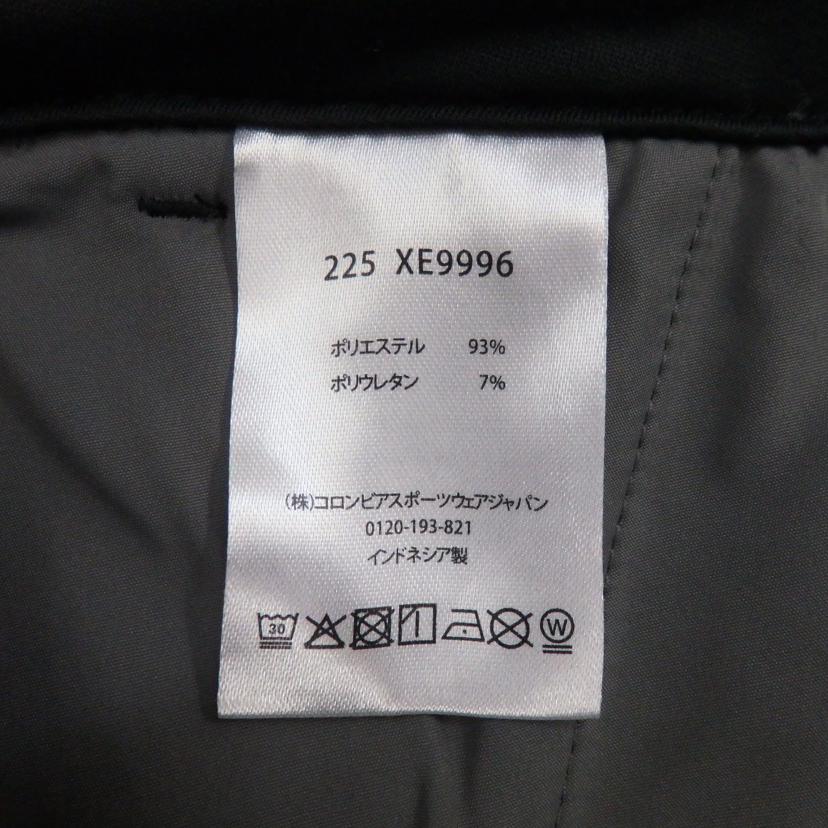 225 XE9996
ポリエステル 93%
ポリウレタン 7%
(株)コロンビアスポーツウェアジャパン
0120-193-821
インドネシア製
30 W